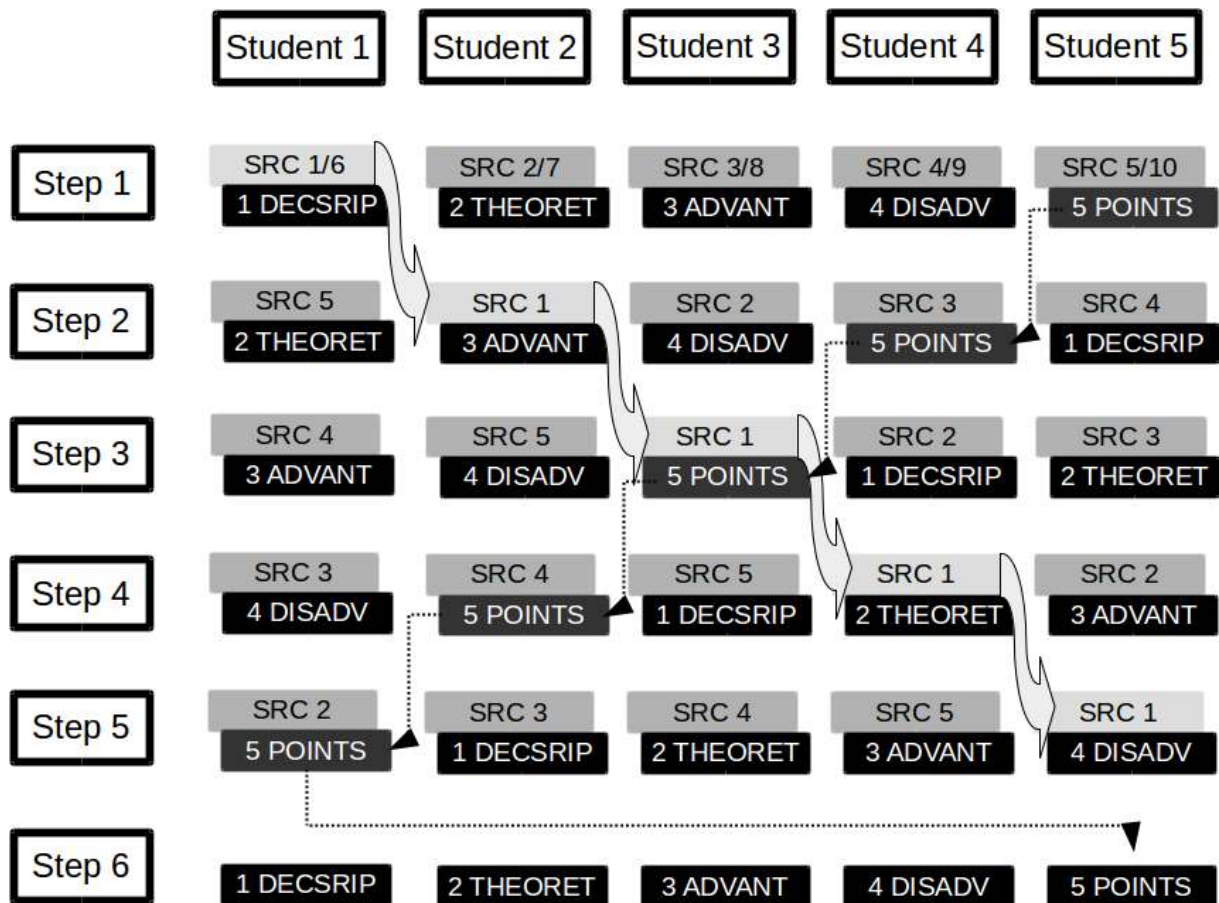 Student 1 Student 2 Student 3 Student 4 Student 5
Step 1
SRC 1/6 SRC 2/7 SRC 3/8 SRC 4/9 SRC 5/10
1 DECSRIP 2 THEORET 3 ADVANT 4 DISADV 5 POINTS
Step 2
SRC 5 SRC 1 SRC 2 SRC 3 SRC 4
2 THEORET 3 ADVANT 4 DISADV 5 POINTS 1 DECSRIP
Step 3
SRC 4 SRC 5 SRC 1 SRC 2 SRC 3
3 ADVANT 4 DISADV 5 POINTS 1 DECSRIP 2 THEORET
Step 4
SRC 3 SRC 4 SRC 5 SRC 1 SRC 2
4 DISADV 5 POINTS 1 DECSRIP 2 THEORET 3 ADVANT
Step 5
SRC 2 SRC 3 SRC 4 SRC 5 SRC 1
5 POINTS 1 DECSRIP 2 THEORET 3 ADVANT 4 DISADV
Step 6
1 DECSRIP 2 THEORET 3 ADVANT 4 DISADV 5 POINTS